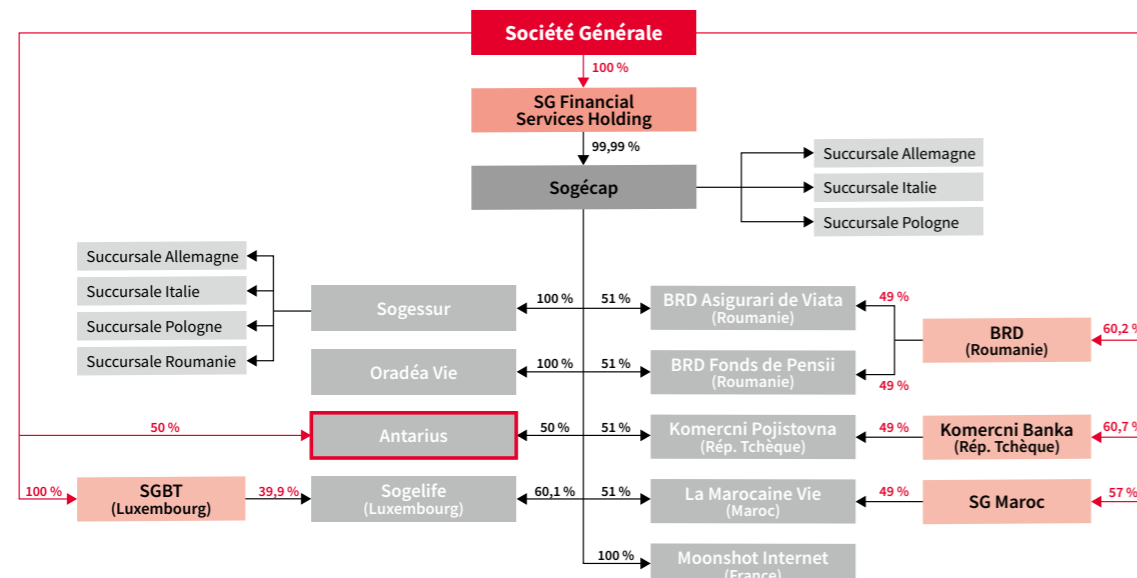 Société Générale
100 %
SG Financial
Services Holding
99,99 %
Sogécap
Succursale Allemagne
Succursale Italie
Succursale Pologne
Succursale Allemagne
Succursale Italie
Succursale Pologne
Succursale Roumanie
Sogessur
100 %
51 %
BRD Asigurari de Viata
(Roumanie)
49 %
BRD
(Roumanie)
60,2 %
Oradéa Vie
100 %
51 %
BRD Fonds de Pensii
(Roumanie)
49 %
50 %
Antarius
50 %
51 %
Komercni Pojistovna
(Rép. Tchèque)
49 %
Komercni Banka
(Rép. Tchèque)
60,7 %
100 %
SGBT
(Luxembourg)
39,9 %
Sogelife
(Luxembourg)
60,1 %
51 %
La Marocaine Vie
(Maroc)
49 %
SG Maroc
57 %
100 %
Moonshot Internet
(France)